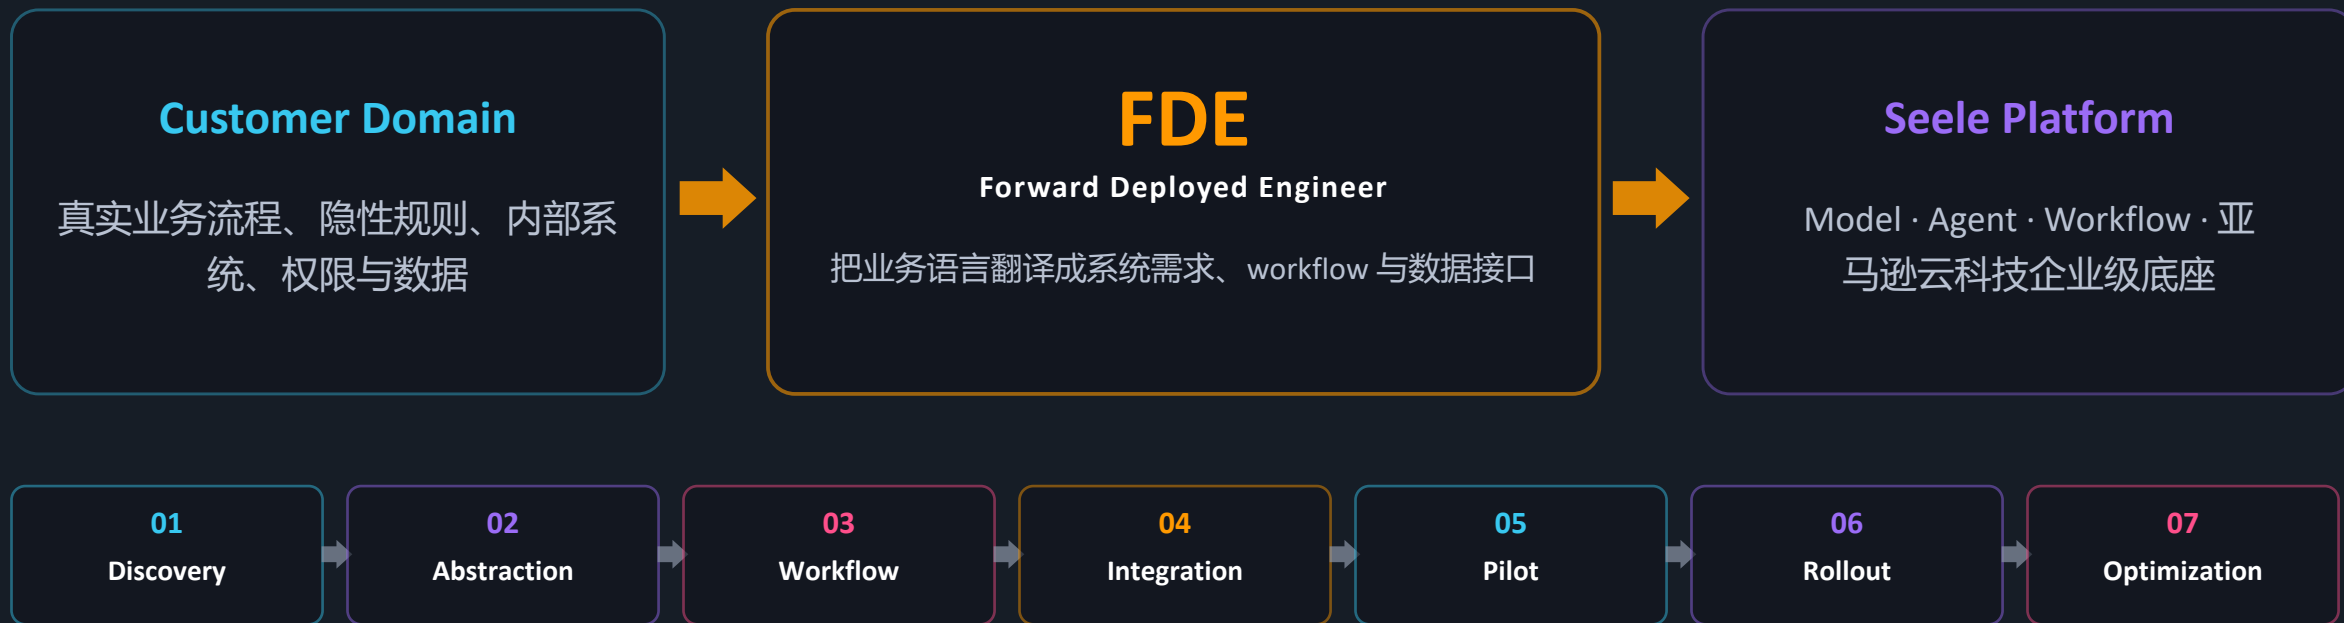 Customer Domain
真实业务流程、隐性规则、内部系
统、权限与数据
FDE
Forward Deployed Engineer
把业务语言翻译成系统需求、workflow 与数据接口
Seele Platform
Model · Agent · Workflow · 亚
马逊云科技企业级底座
01
Discovery
02
Abstraction
03
Workflow
04
Integration
05
Pilot
06
Rollout
07
Optimization